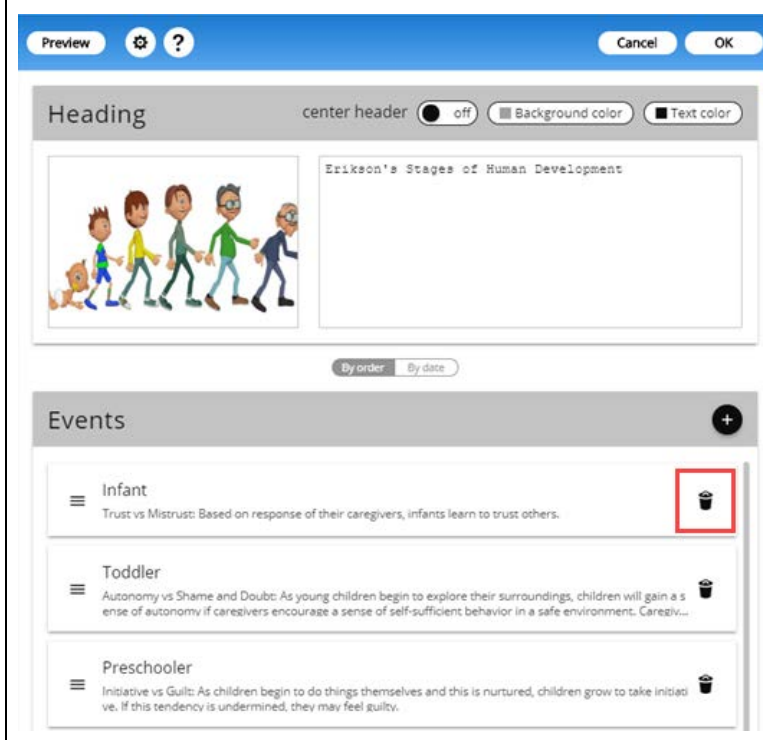 Preview ? Cancel OK
Heading center header off Background color Text color
Erikson's Stages of Human Development
By order By date
Events +
Infant
Trust vs Mistrust: Based on response of their caregivers, infants learn to trust others.
Toddler
Autonomy vs Shame and Doubt: As young children begin to explore their surroundings, children will gain a s
ense of autonomy if caregivers encourage a sense of self-sufficient behavior in a safe environment. Caregiv...
Preschooler
Initiative vs Guilt: As children begin to do things themselves and this is nurtured, children grow to take initiati
ve. If this tendency is undermined, they may feel guilty.